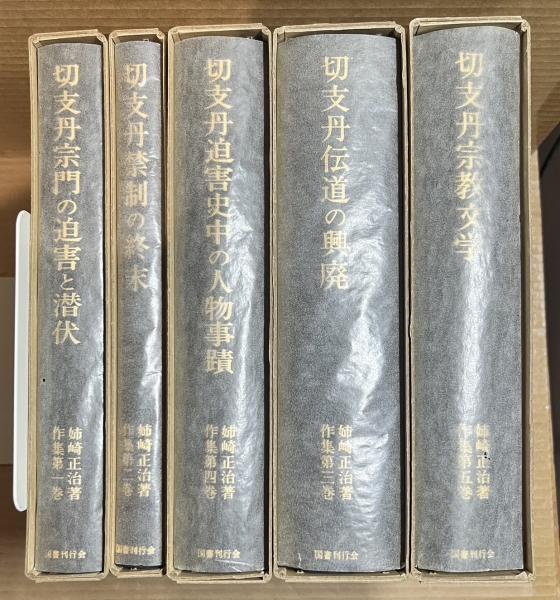 切支丹宗門の迫害と潜伏
姉崎正治著
作集第一巻
国書刊行会
切支丹禁制の終末
姉崎正治著
作集第二巻
国書刊行会
切支丹迫害史中の人物事蹟
姉崎正治著
作集第四巻
国書刊行会
切支丹伝道の興廃
姉崎正治著
作集第三巻
国書刊行会
切支丹宗教文学
姉崎正治著
作集第五巻
国書刊行会